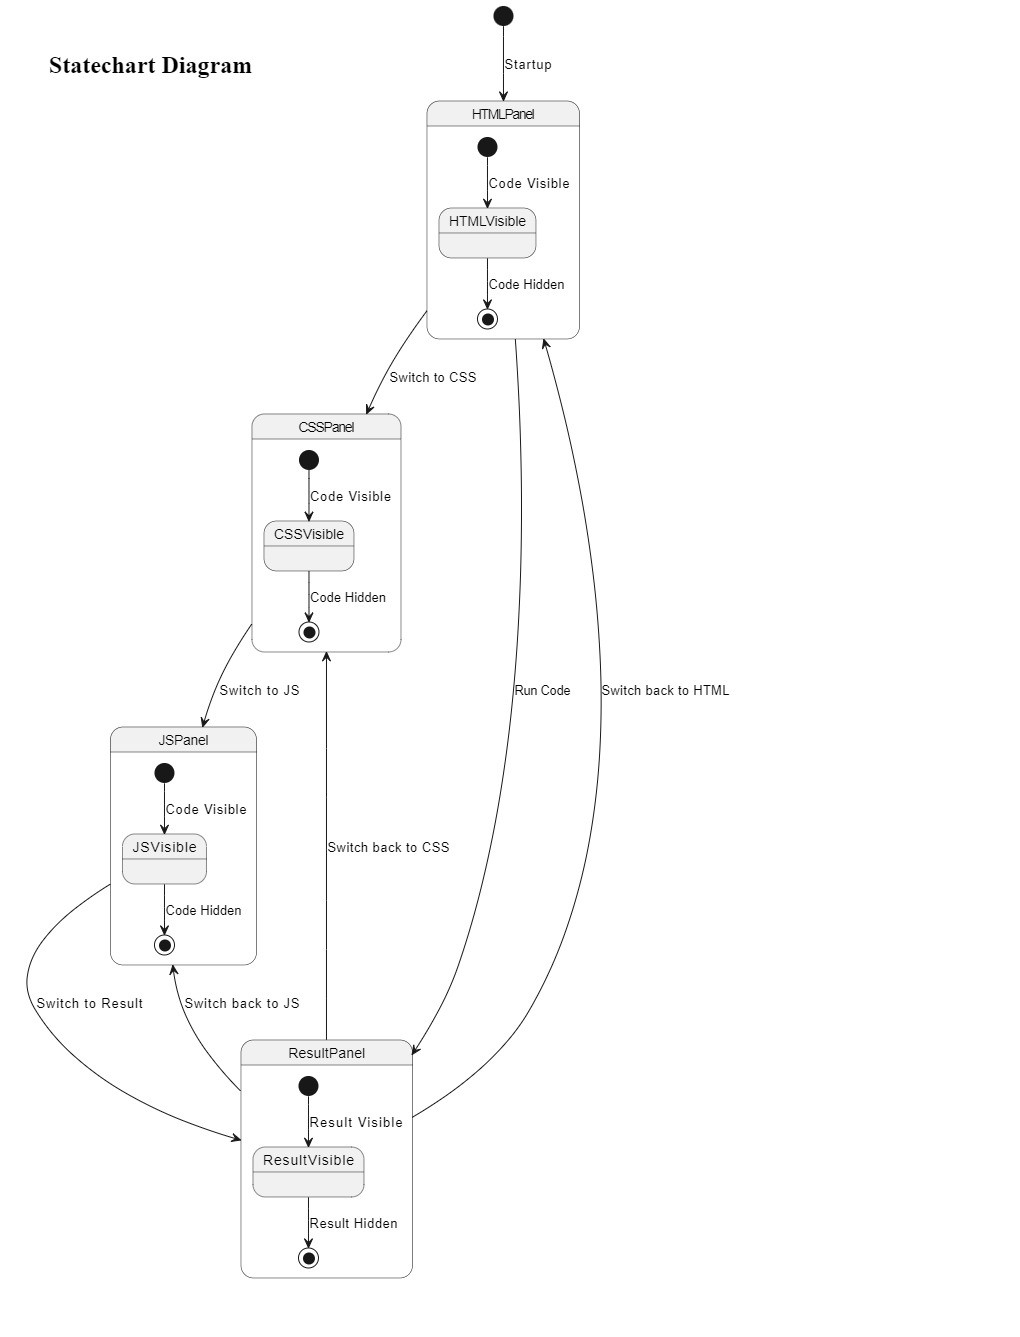 Statechart Diagram
Startup
HTMLPanel
Code Visible
HTMLVisible
Code Hidden
Switch to CSS
CSSPanel
Code Visible
CSSVisible
Code Hidden
Switch to JS
Run Code
Switch back to HTML
JSPanel
Code Visible
JSVisible
Switch back to CSS
Code Hidden
Switch to Result
Switch back to JS
ResultPanel
Result Visible
ResultVisible
Result Hidden